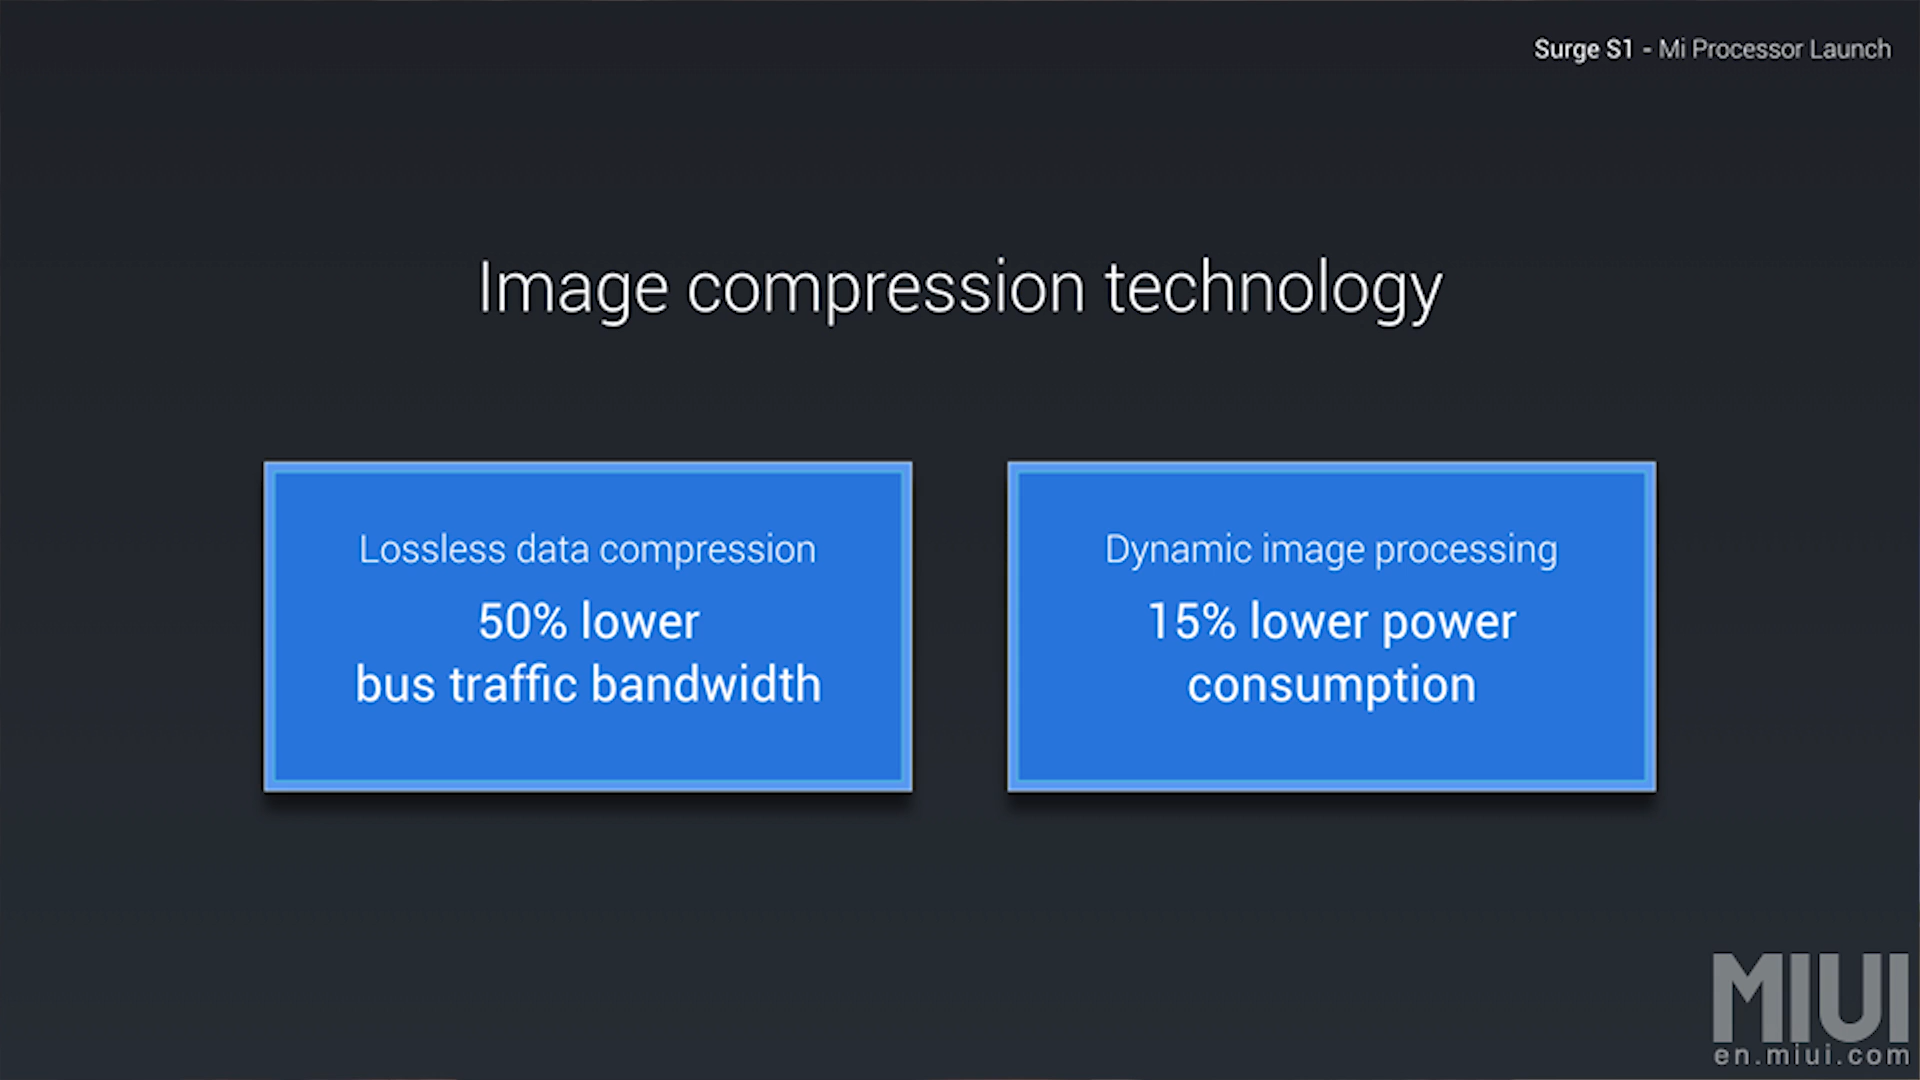 Surge S1 - Mi Processor Launch
Image compression technology
Lossless data compression
50% lower
bus traffic bandwidth
Dynamic image processing
15% lower power
consumption
MIUI
en.miui.com